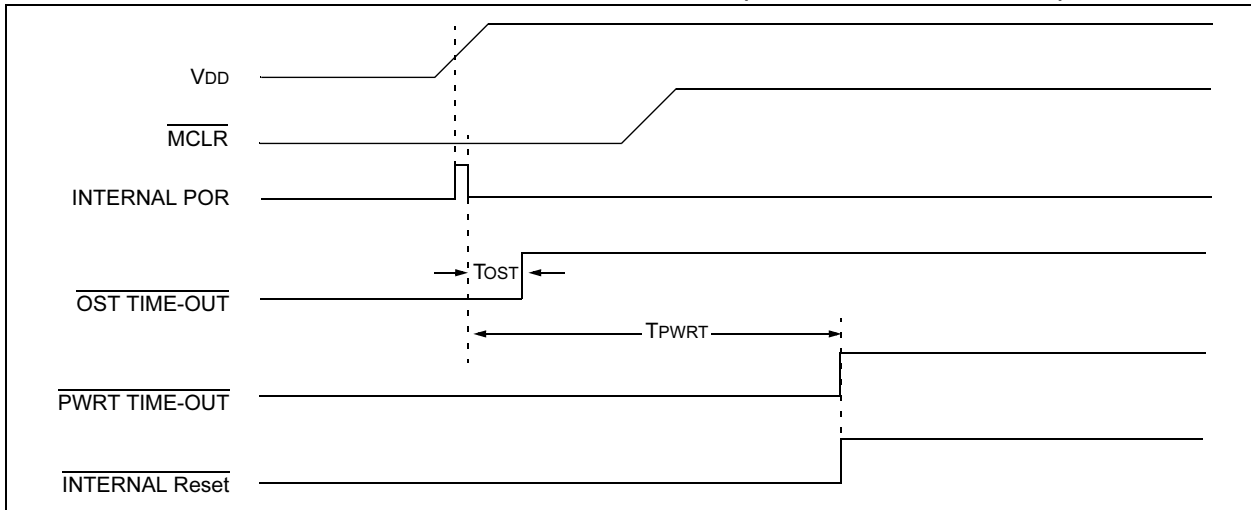 VDD
MCLR
INTERNAL POR
TOST
OST TIME-OUT
TPWRT
PWRT TIME-OUT
INTERNAL Reset